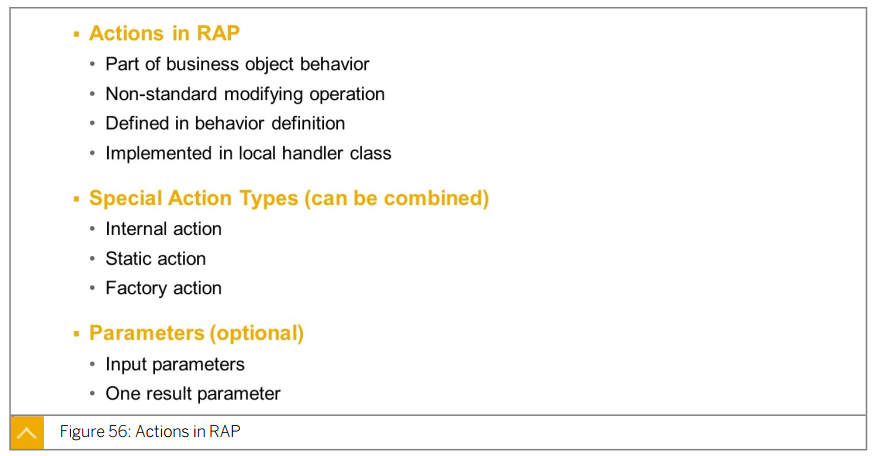 ▪ Actions in RAP
• Part of business object behavior
• Non-standard modifying operation
• Defined in behavior definition
• Implemented in local handler class
▪ Special Action Types (can be combined)
• Internal action
• Static action
• Factory action
▪ Parameters (optional)
• Input parameters
• One result parameter
Figure 56: Actions in RAP